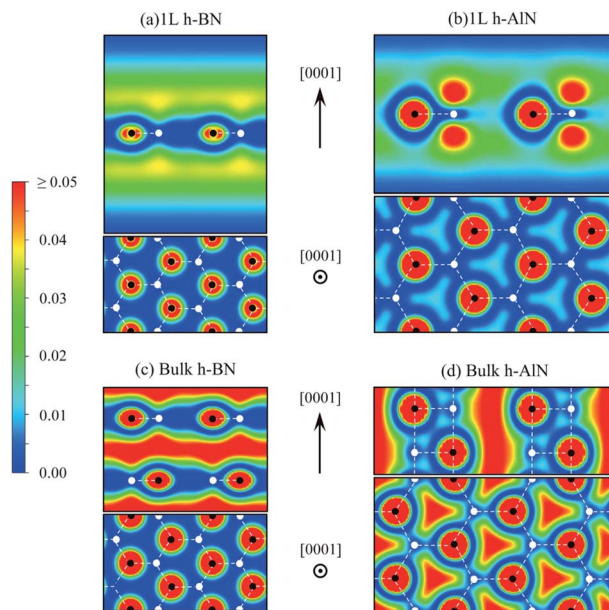 (a)1L h-BN
(b) 1L h-AlN
[0001]
≥ 0.05
0.04
0.03
0.02
0.01
0.00
[0001]
(c) Bulk h-BN
(d) Bulk h-AlN
[0001]
[0001]